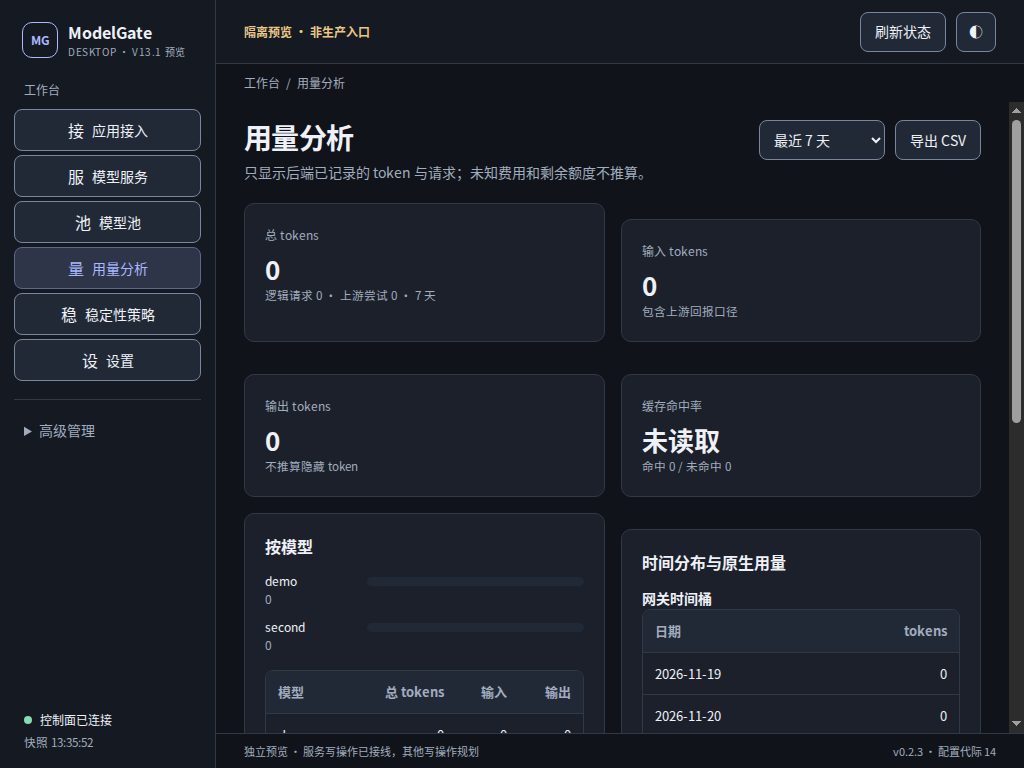 MG
ModelGate
DESKTOP · V13.1 预览
工作台
接 应用接入
服 模型服务
池 模型池
量 用量分析
稳 稳定性策略
设 设置
▶ 高级管理
控制面已连接
快照 13:35:52
隔离预览 · 非生产入口
刷新状态
工作台 / 用量分析
用量分析
最近 7 天
导出 CSV
只显示后端已记录的 token 与请求；未知费用和剩余额度不推算。
总 tokens
0
逻辑请求 0 · 上游尝试 0 · 7 天
输入 tokens
0
包含上游回报口径
输出 tokens
0
不推算隐藏 token
缓存命中率
未读取
命中 0 / 未命中 0
按模型
demo
0
second
0
模型 总 tokens 输入 输出
时间分布与原生用量
网关时间桶
日期 tokens
2026-11-19 0
2026-11-20 0
独立预览 · 服务写操作已接线，其他写操作规划
v0.2.3 · 配置代际 14